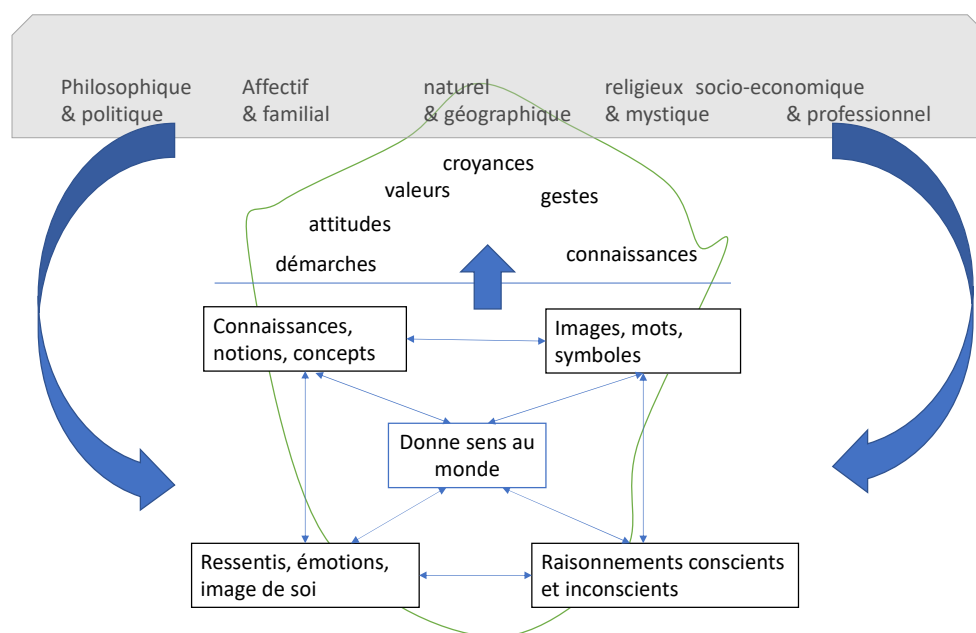 Philosophique
& politique
Affectif
& familial
naturel
& géographique
religieux socio-economique
& mystique & professionnel
croyances
valeurs
gestes
attitudes
connaissances
démarches
Connaissances,
notions, concepts
Images, mots,
symboles
Donne sens au
monde
Ressentis, émotions,
image de soi
Raisonnements conscients
et inconscients